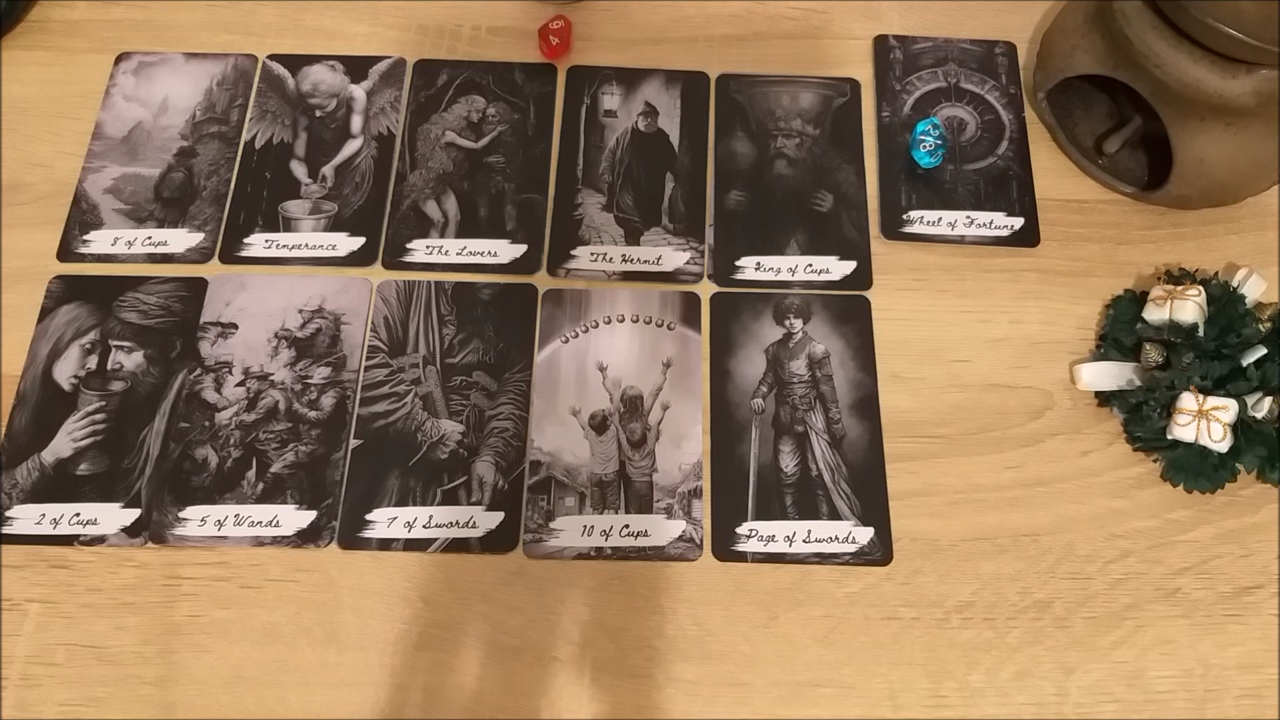 8 of Cups
Temperance
The Lovers
The Hermit
King of Cups
Wheel of Fortune
2 of Cups
5 of Wands
7 of Swords
10 of Cups
Page of Swords